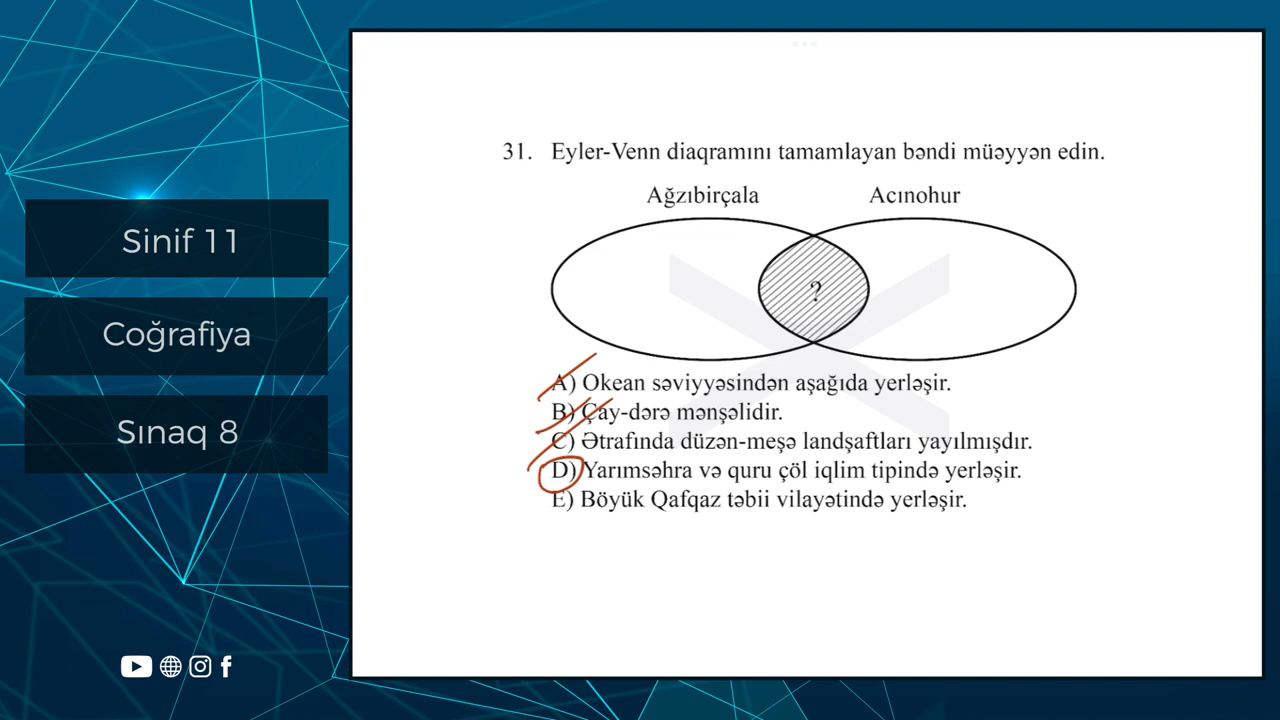 Sinif 11
Coğrafiya
Sınaq 8
31. Eyler-Venn diaqramını tamamlayan bəndi müəyyən edin.
Ağzıbirçala Acınohur
?
A) Okean səviyyəsindən aşağıda yerləşir.
B) Çay-dərə mənşəlidir.
C) Ətrafında düzən-meşə landşaftları yayılmışdır.
D) Yarımsəhra və quru çöl iqlim tipində yerləşir.
E) Böyük Qafqaz təbii vilayətində yerləşir.